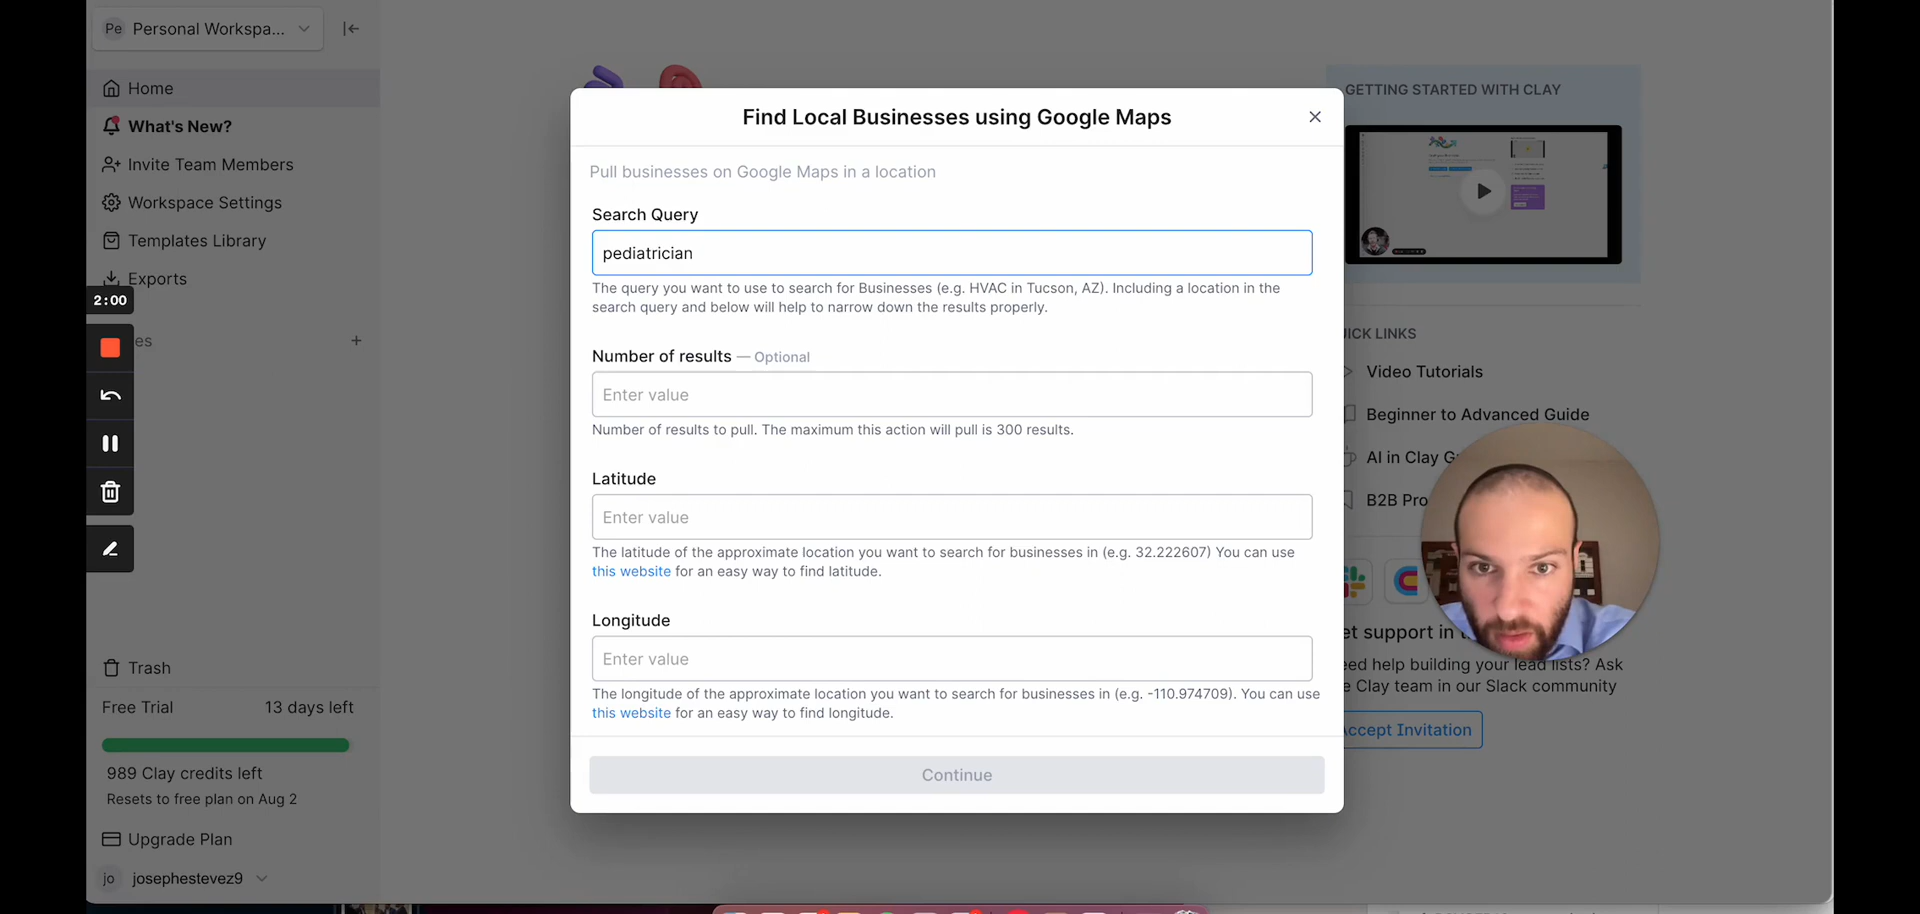 Pe Personal Workspa...
Home
What's New?
Invite Team Members
Workspace Settings
Templates Library
Exports
2:00
es +
Trash
Free Trial 13 days left
989 Clay credits left
Resets to free plan on Aug 2
Upgrade Plan
jo josephestevez9
Find Local Businesses using Google Maps
Pull businesses on Google Maps in a location
Search Query
pediatrician
The query you want to use to search for Businesses (e.g. HVAC in Tucson, AZ). Including a location in the
search query and below will help to narrow down the results properly.
Number of results — Optional
Enter value
Number of results to pull. The maximum this action will pull is 300 results.
Latitude
Enter value
The latitude of the approximate location you want to search for businesses in (e.g. 32.222607) You can use
this website for an easy way to find latitude.
Longitude
Enter value
The longitude of the approximate location you want to search for businesses in (e.g. -110.974709). You can use
this website for an easy way to find longitude.
Continue
GETTING STARTED WITH CLAY
ICK LINKS
Video Tutorials
Beginner to Advanced Guide
AI in Clay G
B2B Pro
et support in t
eed help building your lead lists? Ask
e Clay team in our Slack community
Accept Invitation